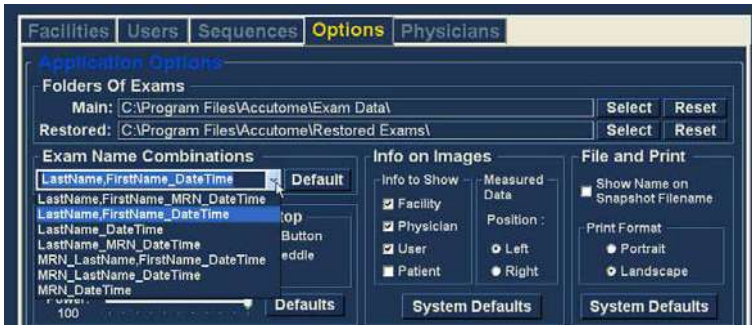 Facilities Users Sequences Options Physicians
Application Options
Folders Of Exams
Main: C:\Program Files\Accutome\Exam Data\ Select Reset
Restored: C:\Program Files\Accutome\Restored Exams\ Select Reset
Exam Name Combinations
LastName,FirstName_DateTime Default
LastName,FirstName_MRN_DateTime
LastName,FirstName_DateTime
LastName_DateTime
LastName_MRN_DateTime
MRN_LastName,FirstName_DateTime
MRN_LastName_DateTime
MRN_DateTime
Button
Power:
100
Defaults
Info on Images
Info to Show
Facility
Physician
User
Patient
Measured
Data
Position :
Left
Right
System Defaults
File and Print
Show Name on
Snapshot Filename
Print Format
Portrait
Landscape
System Defaults